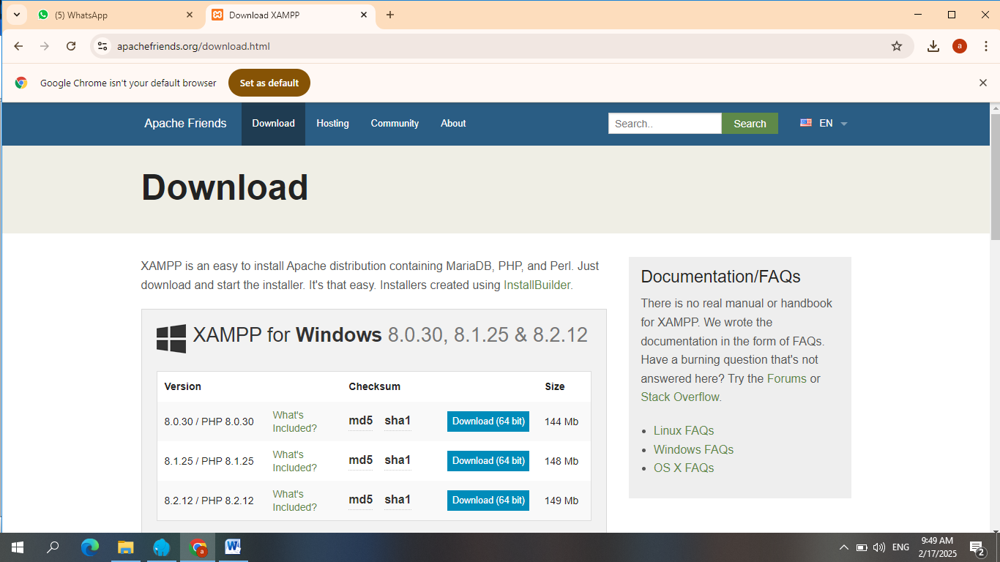 (5) WhatsApp
Download XAMPP
apachefriends.org/download.html
a
Google Chrome isn't your default browser
Set as default
Apache Friends
Download
Hosting
Community
About
Search..
Search
EN
Download
XAMPP is an easy to install Apache distribution containing MariaDB, PHP, and Perl. Just
download and start the installer. It's that easy. Installers created using InstallBuilder.
XAMPP for Windows 8.0.30, 8.1.25 & 8.2.12
Version Checksum Size
8.0.30 / PHP 8.0.30 What's Included? md5 sha1 Download (64 bit) 144 Mb
8.1.25 / PHP 8.1.25 What's Included? md5 sha1 Download (64 bit) 148 Mb
8.2.12 / PHP 8.2.12 What's Included? md5 sha1 Download (64 bit) 149 Mb
Documentation/FAQs
There is no real manual or handbook
for XAMPP. We wrote the
documentation in the form of FAQs.
Have a burning question that's not
answered here? Try the Forums or
Stack Overflow.
Linux FAQs
Windows FAQs
OS X FAQs
a
W
ENG
9:49 AM
2/17/2025
2